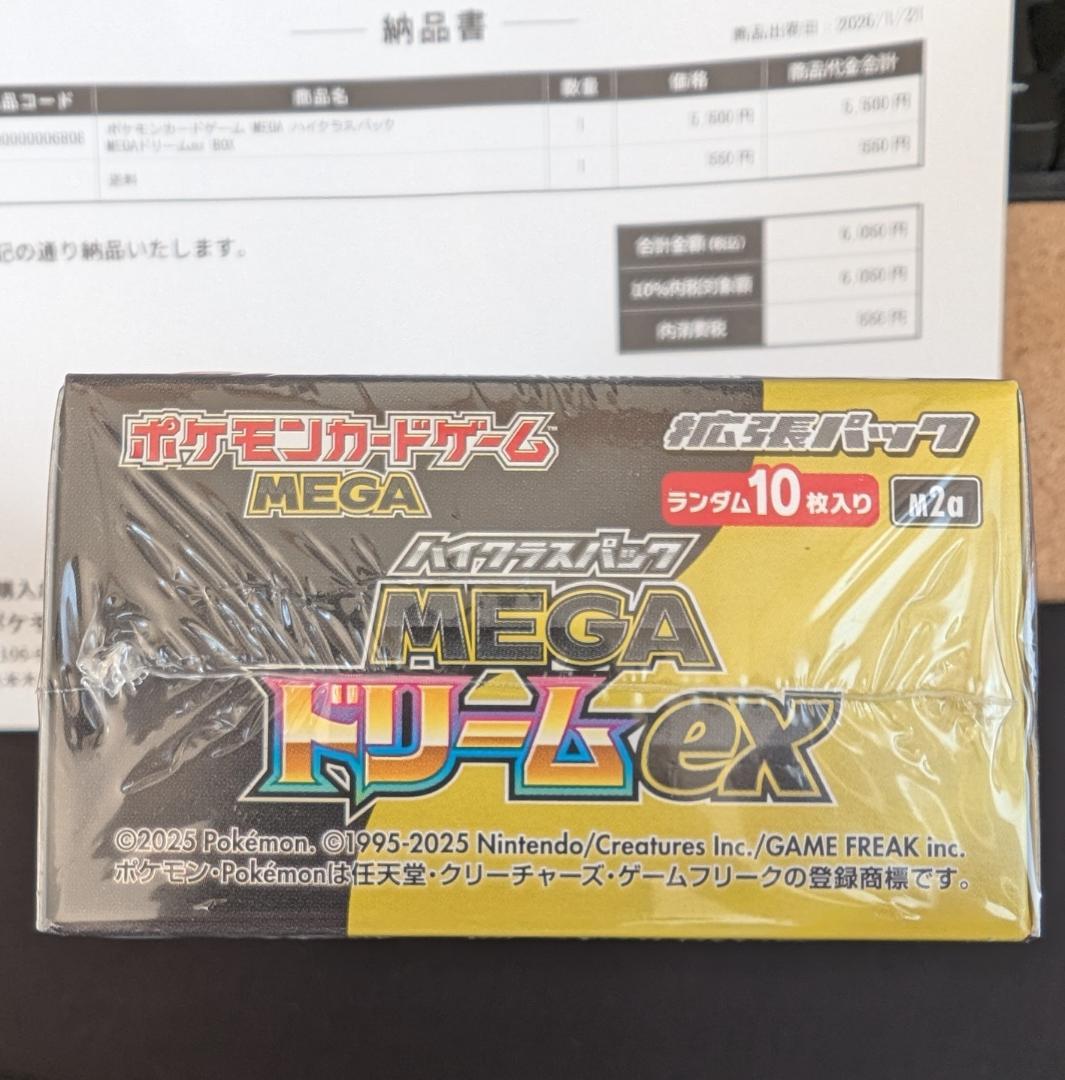 納品書
商品出荷日
品コード 商品名 数量 価格 商品代金合計
ポケモンカードゲーム MEGA ハイクラスパック 1 5,500円 5,500円
MEGAドリームex BOX
送料 1 550円 550円
記の通り納品いたします。
合計金額(税込) 6,050円
10%内税対象額 6,050円
内消費税 550円
購入
ポケモンカードゲーム™ 拡張パック
MEGA ランダム10枚入り M2a
ハイクラスパック
MEGA
ドリームex
©2025 Pokémon. ©1995-2025 Nintendo/Creatures Inc./GAME FREAK inc.
ポケモン・Pokémonは任天堂・クリーチャーズ・ゲームフリークの登録商標です。